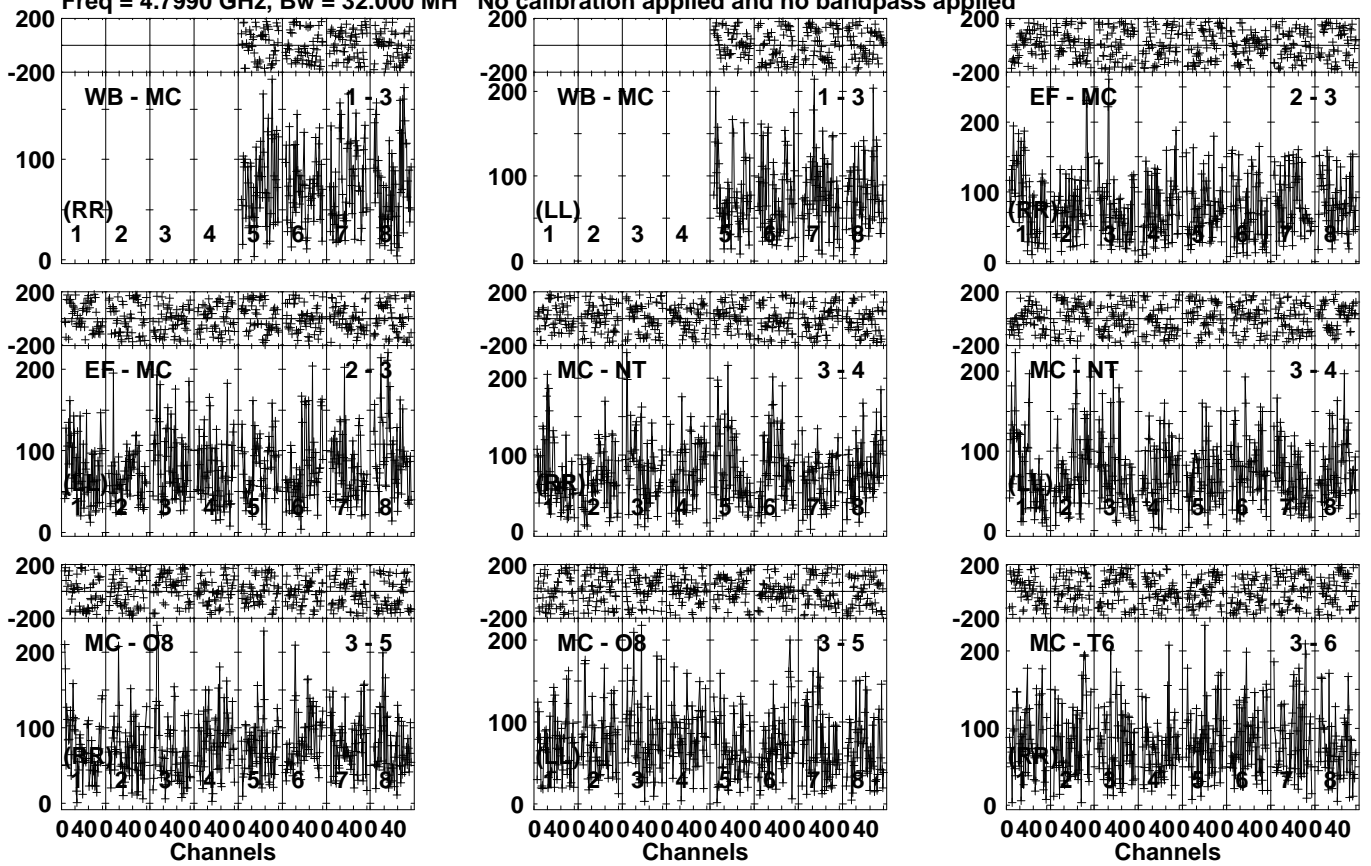 Freq = 4.7990 GHz, Bw = 32.000 MH No calibration applied and no bandpass applied
200 200 200
-200 -200 -200
WB - MC 1 - 3 200 WB - MC 1 - 3 EF - MC 2 - 3
200
100 100 100
(RR) (LL) (RR)
1 2 3 4 5 6 7 8 1 2 3 4 5 6 7 8 1 2 3 4 5 6 7 8
0 0 0
200 200 200
-200 -200 -200
EF - MC 2 - 3 MC - NT 3 - 4 MC - NT 3 - 4
200 200 200
100 100 100
(LL) (RR) (LL)
1 2 3 4 5 6 7 8 1 2 3 4 5 6 7 8 1 2 3 4 5 6 7 8
0 0 0
200 200 200
-200 -200 -200
MC - O8 3 - 5 MC - O8 3 - 5 MC - T6 3 - 6
200 200 200
100 100 100
(RR) (LL) (RR)
1 2 3 4 5 6 7 8 1 2 3 4 5 6 7 8 1 2 3 4 5 6 7 8
0 0 0
0 40 0 40 0 40 0 40 0 40 0 40 0 40 0 40 0 40 0 40 0 40 0 40 0 40 0 40 0 40 0 40 0 40 0 40 0 40 0 40 0 40 0 40 0 40 0 40
Channels Channels Channels